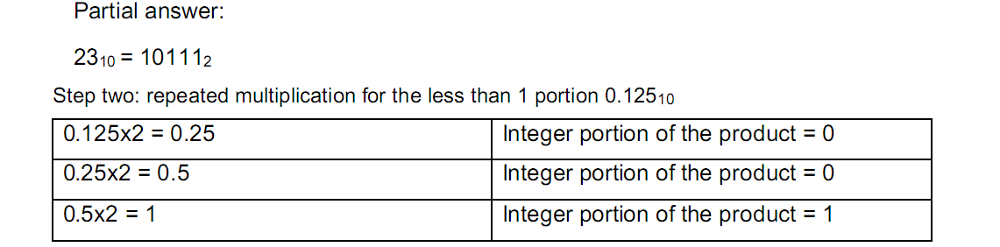 Partial answer:
23₁₀ = 10111₂
Step two: repeated multiplication for the less than 1 portion 0.125₁₀
0.125x2 = 0.25 Integer portion of the product = 0
0.25x2 = 0.5 Integer portion of the product = 0
0.5x2 = 1 Integer portion of the product = 1